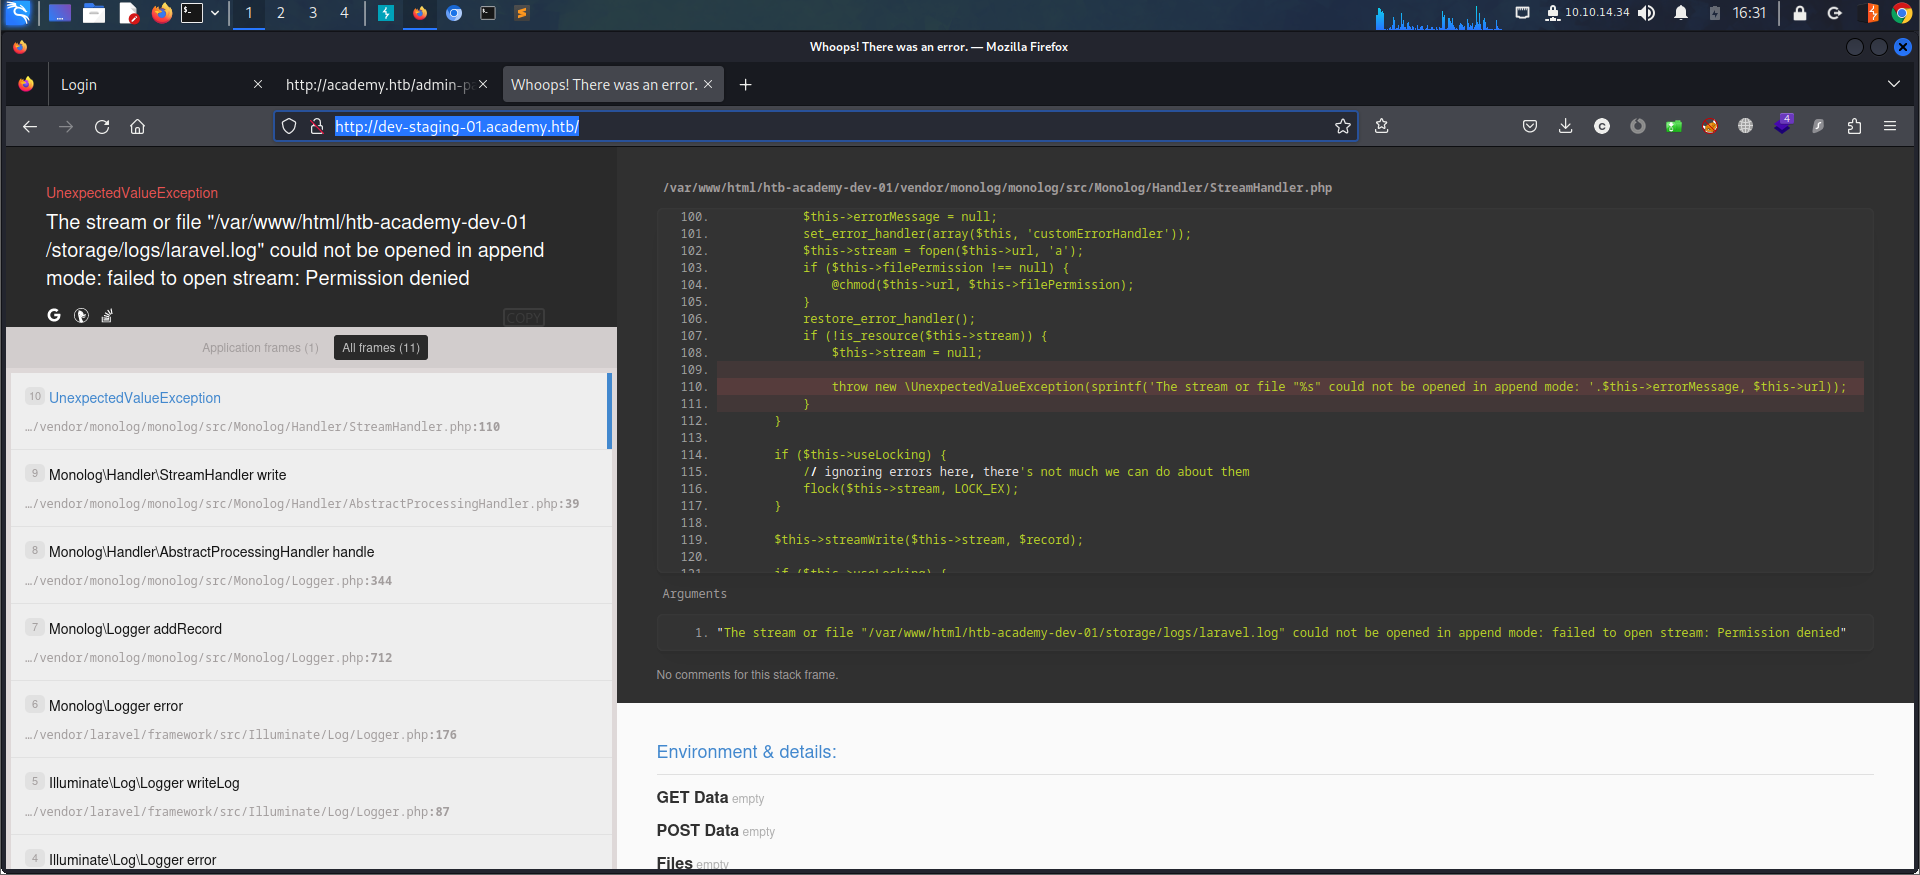 1 2 3 4
10.10.14.34
16:31
Whoops! There was an error. — Mozilla Firefox
Login
http://academy.htb/admin-pa
Whoops! There was an error.
http://dev-staging-01.academy.htb/
4
UnexpectedValueException
The stream or file "/var/www/html/htb-academy-dev-01
/storage/logs/laravel.log" could not be opened in append
mode: failed to open stream: Permission denied
COPY
Application frames (1)
All frames (11)
10 UnexpectedValueException
…/vendor/monolog/monolog/src/Monolog/Handler/StreamHandler.php:110
9 Monolog\Handler\StreamHandler write
…/vendor/monolog/monolog/src/Monolog/Handler/AbstractProcessingHandler.php:39
8 Monolog\Handler\AbstractProcessingHandler handle
…/vendor/monolog/monolog/src/Monolog/Logger.php:344
7 Monolog\Logger addRecord
…/vendor/monolog/monolog/src/Monolog/Logger.php:712
6 Monolog\Logger error
…/vendor/laravel/framework/src/Illuminate/Log/Logger.php:176
5 Illuminate\Log\Logger writeLog
…/vendor/laravel/framework/src/Illuminate/Log/Logger.php:87
4 Illuminate\Log\Logger error
/var/www/html/htb-academy-dev-01/vendor/monolog/monolog/src/Monolog/Handler/StreamHandler.php
100. $this->errorMessage = null;
101. set_error_handler(array($this, 'customErrorHandler'));
102. $this->stream = fopen($this->url, 'a');
103. if ($this->filePermission !== null) {
104. @chmod($this->url, $this->filePermission);
105. }
106. restore_error_handler();
107. if (!is_resource($this->stream)) {
108. $this->stream = null;
109.
110. throw new \UnexpectedValueException(sprintf('The stream or file "%s" could not be opened in append mode: '.$this->errorMessage, $this->url));
111. }
112. }
113.
114. if ($this->useLocking) {
115. // ignoring errors here, there's not much we can do about them
116. flock($this->stream, LOCK_EX);
117. }
118.
119. $this->streamWrite($this->stream, $record);
120.
121. if ($this->useLocking) {
Arguments
1. "The stream or file "/var/www/html/htb-academy-dev-01/storage/logs/laravel.log" could not be opened in append mode: failed to open stream: Permission denied"
No comments for this stack frame.
Environment & details:
GET Data empty
POST Data empty
Files empty